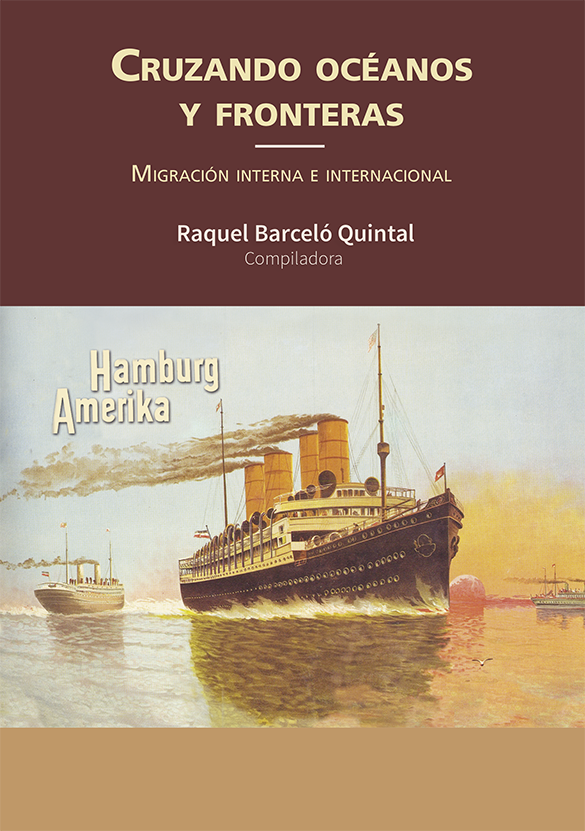 CRUZANDO OCÉANOS
Y FRONTERAS
MIGRACIÓN INTERNA E INTERNACIONAL
Raquel Barceló Quintal
Compiladora
Hamburg
Amerika